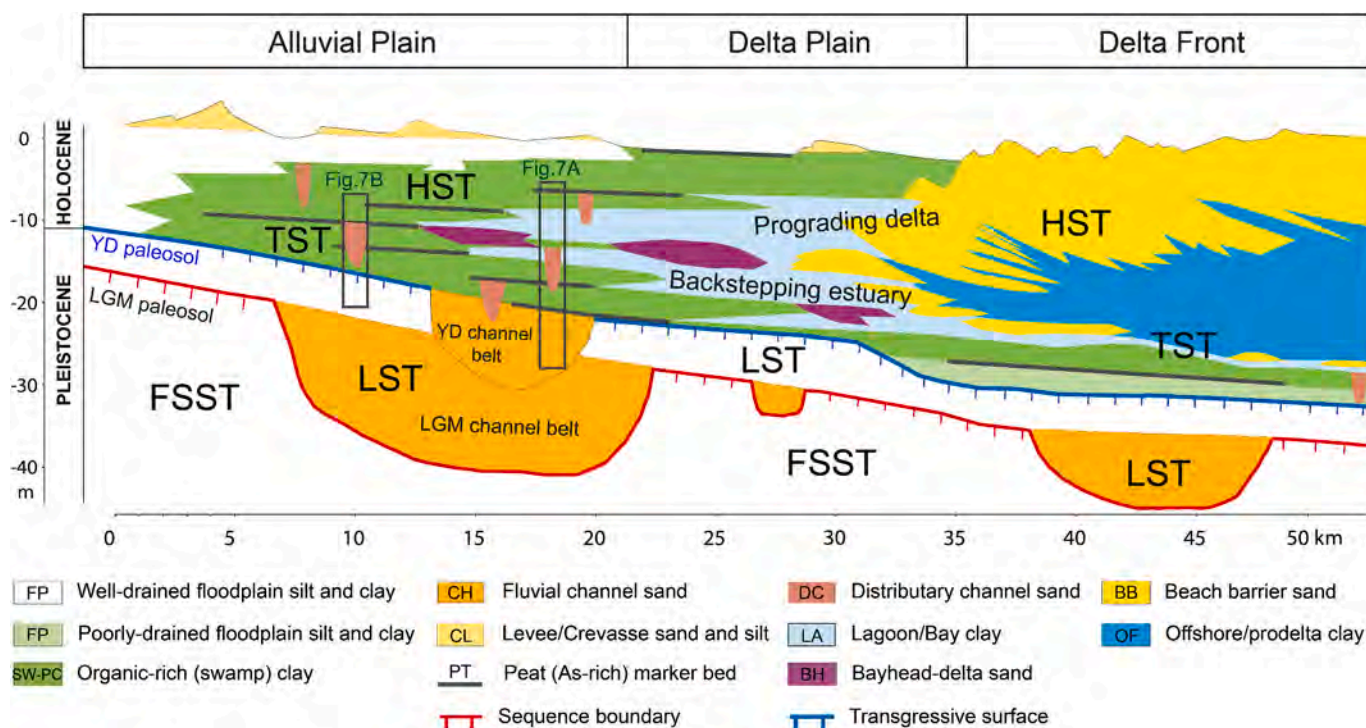 Alluvial Plain
Delta Plain
Delta Front
HOLOCENE
PLEISTOCENE
0
-10
-20
-30
-40
m
Fig.7B
Fig.7A
HST
Prograding delta
HST
TST
YD paleosol
Backstepping estuary
LGM paleosol
YD channel
belt
LST
TST
LST
FSST
LGM channel belt
FSST
LST
0
5
10
15
20
25
30
35
40
45
50 km
FP Well-drained floodplain silt and clay
CH Fluvial channel sand
DC Distributary channel sand
BB Beach barrier sand
FP Poorly-drained floodplain silt and clay
CL Levee/Crevasse sand and silt
LA Lagoon/Bay clay
OF Offshore/prodelta clay
SW-PC Organic-rich (swamp) clay
PT Peat (As-rich) marker bed
BH Bayhead-delta sand
Sequence boundary
Transgressive surface